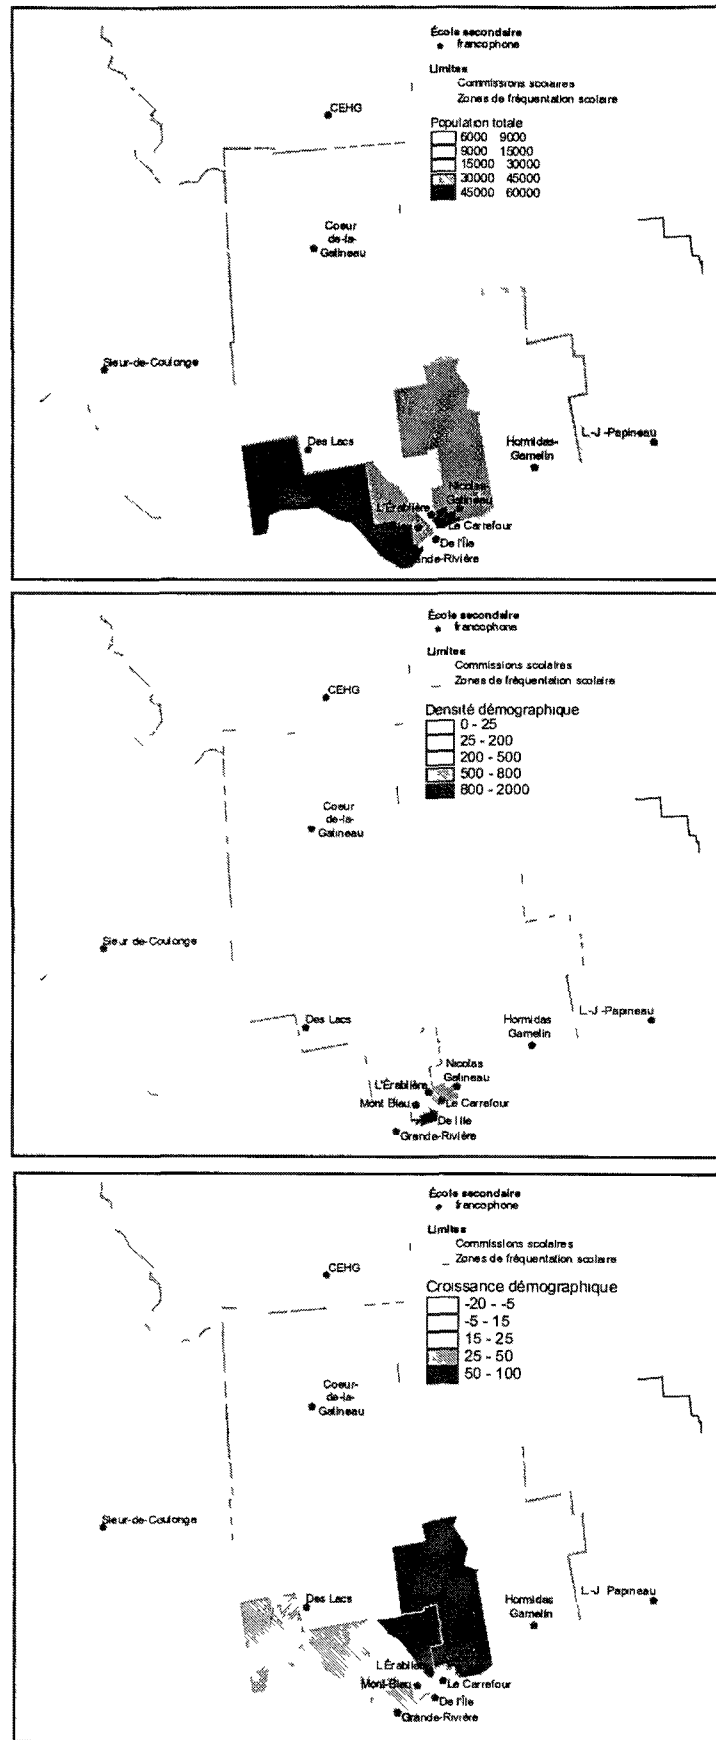 École secondaire
francophone
Limites
Commissions scolaires
Zones de fréquentation scolaire
CEHG
Population totale
6000 9000
9000 15000
15000 30000
30000 45000
45000 60000
Coeur
de-la-
Gatineau
Sieur-de-Coulonge
Des Lacs
Hormidas-
Gamelin
L.-J-Papineau
Nicolas-
Gatineau
L'Érablière
Le Carrefour
De l'Île
Grande-Rivière
École secondaire
francophone
Limites
Commissions scolaires
Zones de fréquentation scolaire
CEHG
Densité démographique
0 - 25
25 - 200
200 - 500
500 - 800
800 - 2000
Coeur
de-la-
Gatineau
Sieur de-Coulonge
Des Lacs
Hormidas
Gamelin
L.-J-Papineau
Nicolas
Gatineau
L'Érablière
Mont Bleu
Le Carrefour
De l'Ile
Grande-Rivière
École secondaire
francophone
Limites
Commissions scolaires
Zones de fréquentation scolaire
CEHG
Croissance démographique
-20 - -5
-5 - 15
15 - 25
25 - 50
50 - 100
Coeur-
de-la-
Gatineau
Sieur-de-Coulonge
Des Lacs
Hormidas
Gamelin
L.-J Papineau
L'Érablière
Mont-Bleu
Le Carrefour
De l'Île
Grande-Rivière